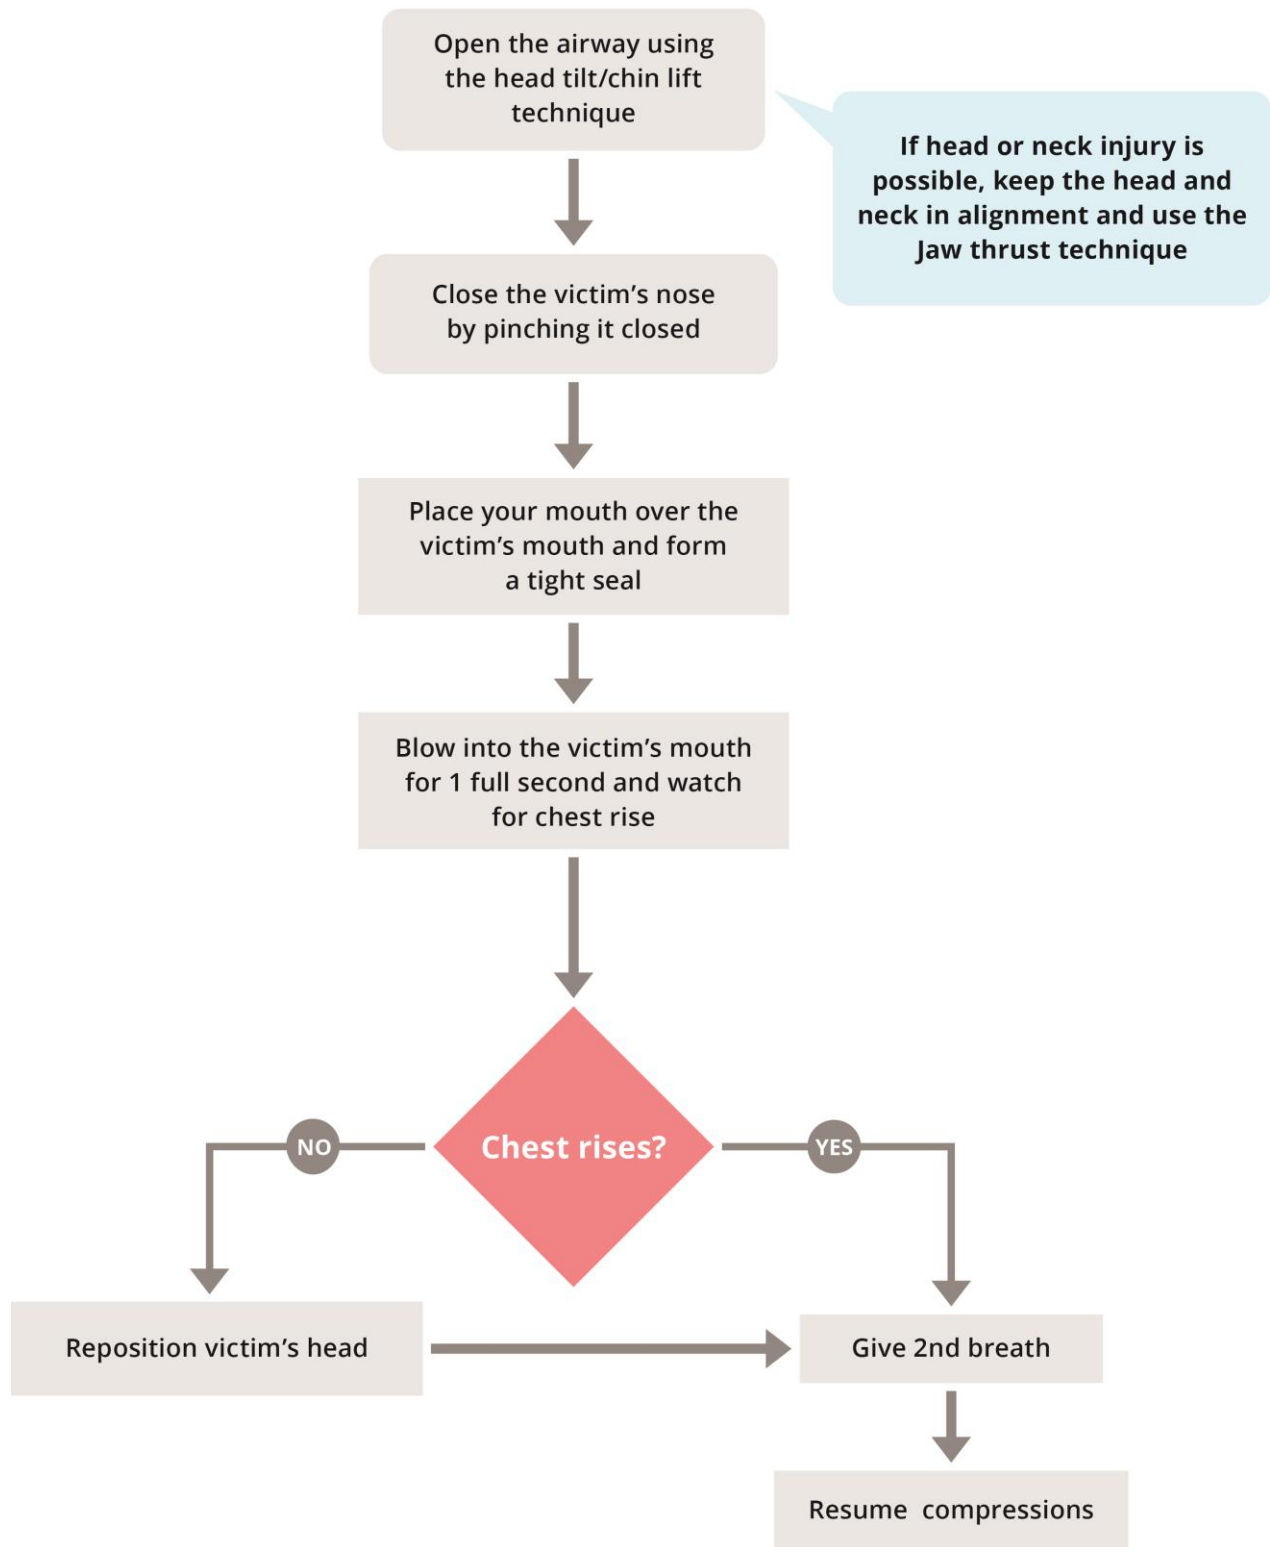 Open the airway using
the head tilt/chin lift
technique
If head or neck injury is
possible, keep the head and
neck in alignment and use the
Jaw thrust technique
Close the victim’s nose
by pinching it closed
Place your mouth over the
victim’s mouth and form
a tight seal
Blow into the victim’s mouth
for 1 full second and watch
for chest rise
Chest rises?
NO
YES
Reposition victim’s head
Give 2nd breath
Resume compressions